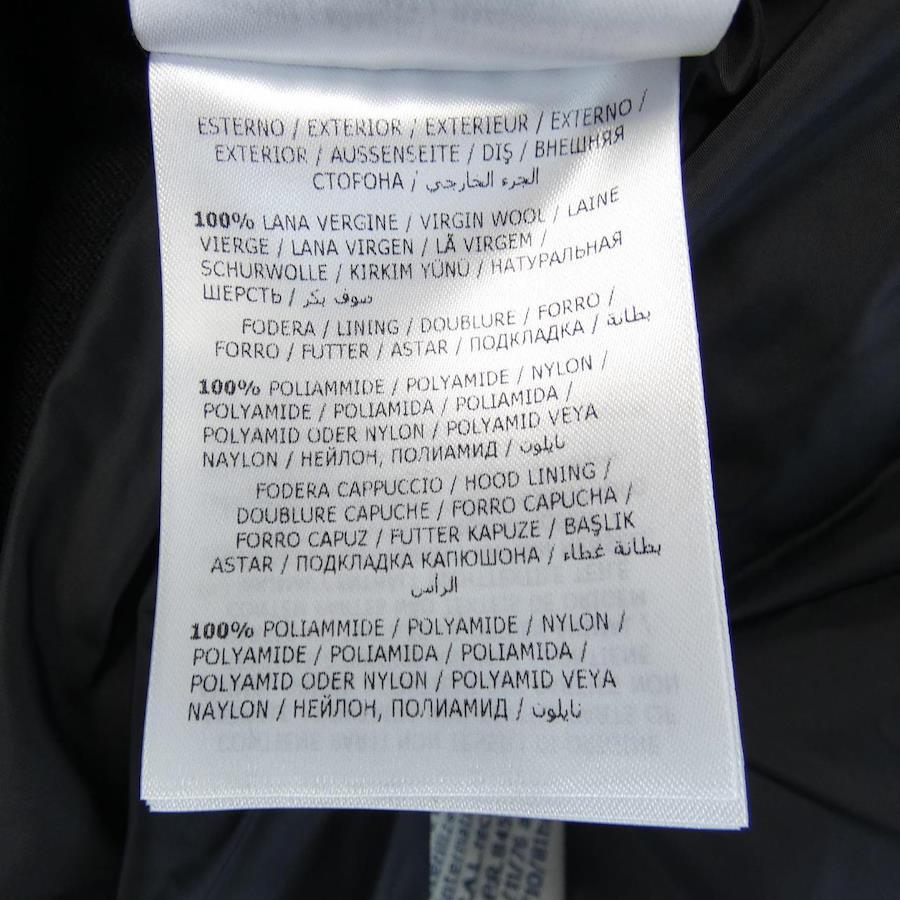 ESTERNO / EXTERIOR / EXTERIEUR / EXTERNO /
EXTERIOR / AUSSENSEITE / DIŞ / ВНЕШНЯЯ
СТОФОНА / الجزء الخارجي
100% LANA VERGINE / VIRGIN WOOL / LAINE
VIERGE / LANA VIRGEN / LÃ VIRGEM /
SCHURWOLLE / KIRKIM YÜNÜ / НАТУРАЛЬНАЯ
ШЕРСТЬ / صوف بكر
FODERA / LINING / DOUBLURE / FORRO /
FORRO / FUTTER / ASTAR / ПОДКЛАДКА / بطانة
100% POLIAMMIDE / POLYAMIDE / NYLON /
POLYAMIDE / POLIAMIDA / POLIAMIDA /
POLYAMID ODER NYLON / POLYAMID VEYA
NAYLON / НЕЙЛОН, ПОЛИАМИД / نايلون
FODERA CAPPUCCIO / HOOD LINING /
DOUBLURE CAPUCHE / FORRO CAPUCHA /
FORRO CAPUZ / FUTTER KAPUZE / BAŞLIK
ASTAR / ПОДКЛАДКА КАПЮШОНА / بطانة غطاء
الرأس
100% POLIAMMIDE / POLYAMIDE / NYLON /
POLYAMIDE / POLIAMIDA / POLIAMIDA /
POLYAMID ODER NYLON / POLYAMID VEYA
NAYLON / НЕЙЛОН, ПОЛИАМИД / نايلون